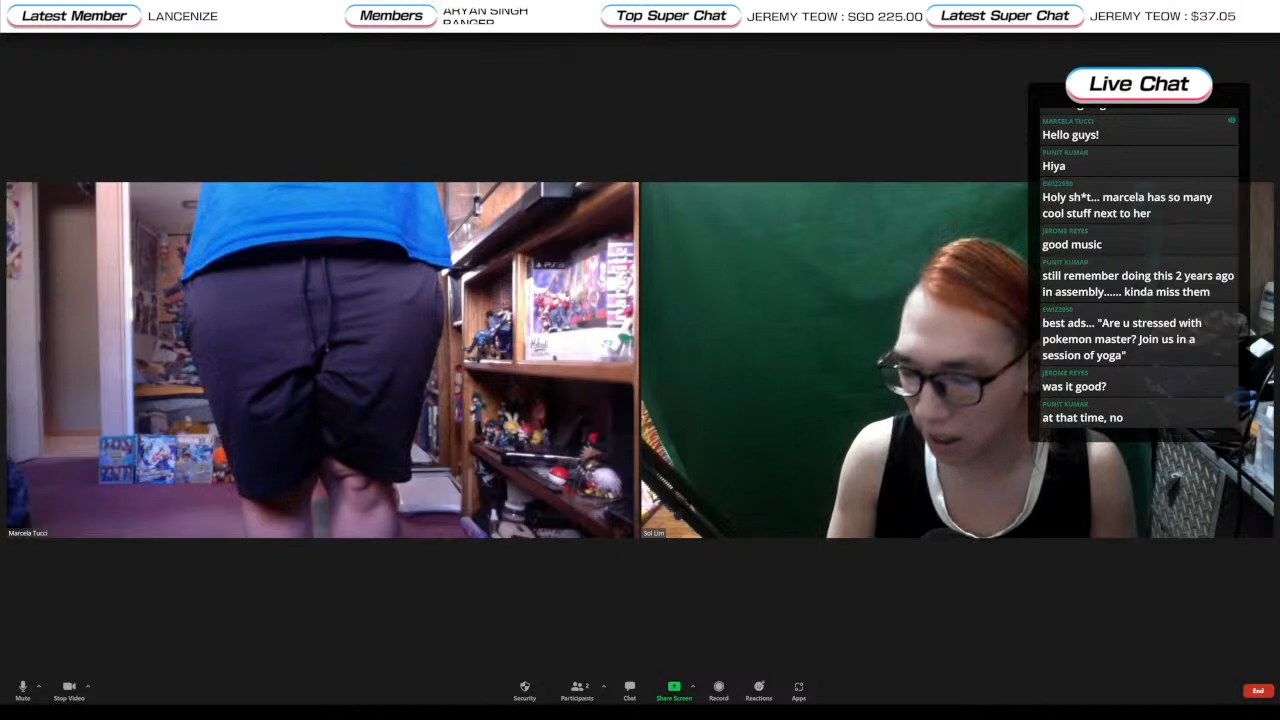 Latest Member
LANCENIZE
Members
ARYAN SINGH
RANGER
Top Super Chat
JEREMY TEOW : SGD 225.00
Latest Super Chat
JEREMY TEOW : $37.05
Live Chat
MARCELA TUCCI
Hello guys!
PUNIT KUMAR
Hiya
EWIZ2950
Holy sh*t... marcela has so many
cool stuff next to her
JEROME REYES
good music
PUNIT KUMAR
still remember doing this 2 years ago
in assembly...... kinda miss them
EWIZ2950
best ads... "Are u stressed with
pokemon master? Join us in a
session of yoga"
JEROME REYES
was it good?
PUNIT KUMAR
at that time, no
PS3
Marcela Tucci
Sol Lim
Mute
Stop Video
Security
Participants
2
Chat
Share Screen
Record
Reactions
Apps
End